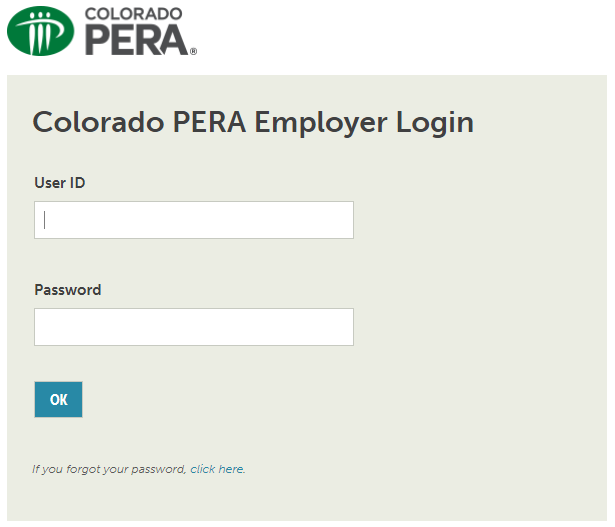 COLORADO
PERA®
Colorado PERA Employer Login
User ID
Password
OK
If you forgot your password, click here.